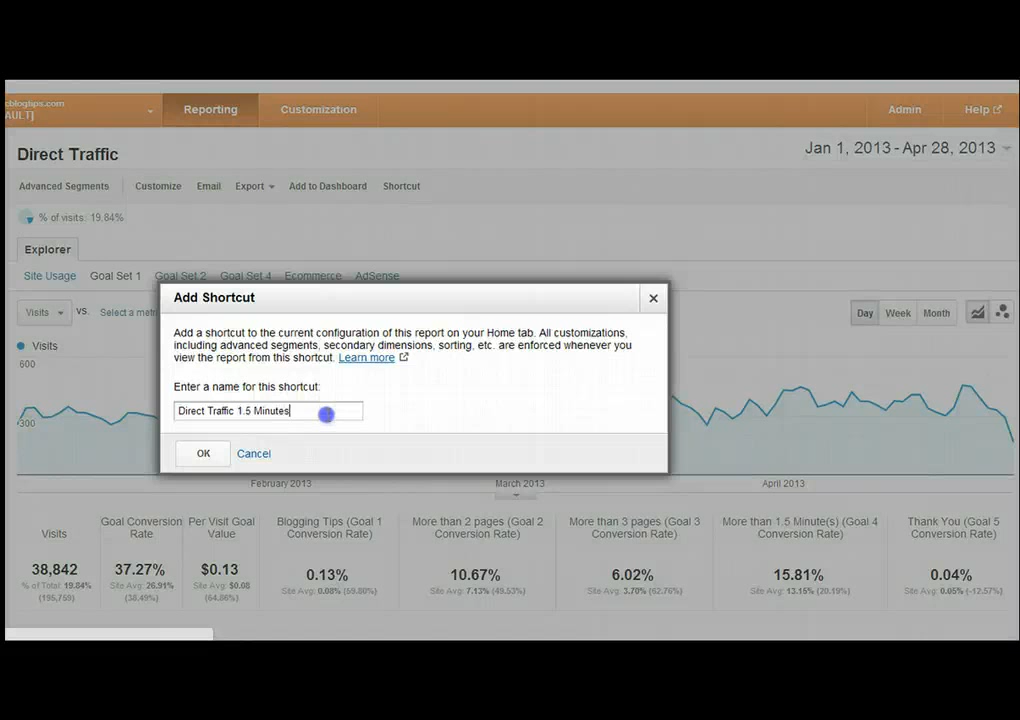 cblogtips.com
AULT]
Reporting
Customization
Admin
Help
Direct Traffic
Jan 1, 2013 - Apr 28, 2013
Advanced Segments
Customize
Email
Export
Add to Dashboard
Shortcut
% of visits: 19.84%
Explorer
Site Usage
Goal Set 1
Goal Set 2
Goal Set 4
Ecommerce
AdSense
Add Shortcut
Visits
VS.
Select a metri
Day
Week
Month
Add a shortcut to the current configuration of this report on your Home tab. All customizations,
including advanced segments, secondary dimensions, sorting, etc. are enforced whenever you
view the report from this shortcut. Learn more
Visits
600
300
Enter a name for this shortcut:
Direct Traffic 1.5 Minutes
OK
Cancel
February 2013
March 2013
April 2013
Visits
38,842
% of Total: 19.84%
(195,759)
Goal Conversion
Rate
37.27%
Site Avg: 26.91%
(38.49%)
Per Visit Goal
Value
$0.13
Site Avg: $0.08
(64.86%)
Blogging Tips (Goal 1
Conversion Rate)
0.13%
Site Avg: 0.08% (59.80%)
More than 2 pages (Goal 2
Conversion Rate)
10.67%
Site Avg: 7.13% (49.53%)
More than 3 pages (Goal 3
Conversion Rate)
6.02%
Site Avg: 3.70% (62.76%)
More than 1.5 Minute(s) (Goal 4
Conversion Rate)
15.81%
Site Avg: 13.15% (20.19%)
Thank You (Goal 5
Conversion Rate)
0.04%
Site Avg: 0.05% (-12.57%)